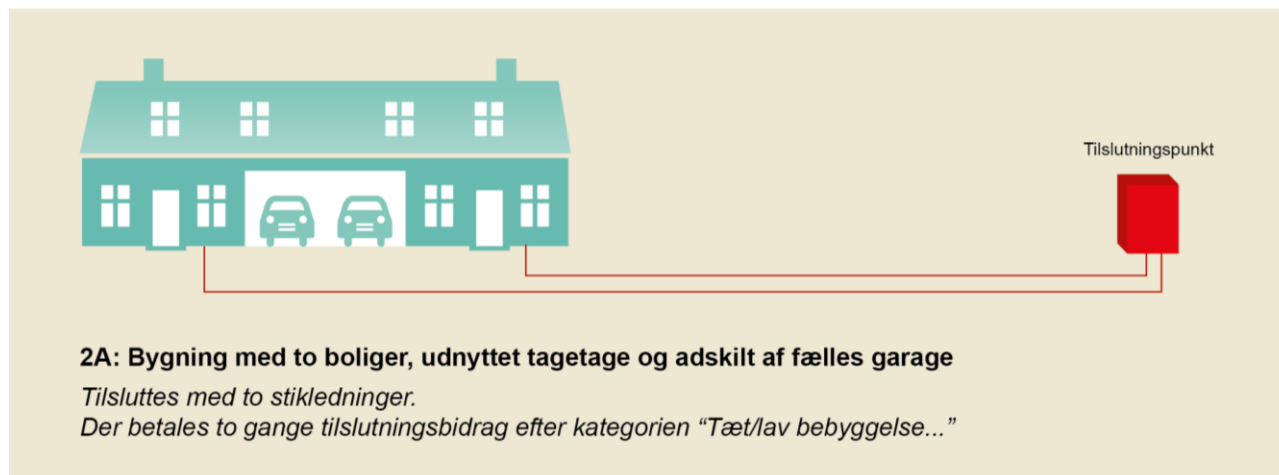 Tilslutningspunkt
2A: Bygning med to boliger, udnyttet tagetage og adskilt af fælles garage
Tilsluttes med to stikledninger.
Der betales to gange tilslutningsbidrag efter kategorien “Tæt/lav bebyggelse...”